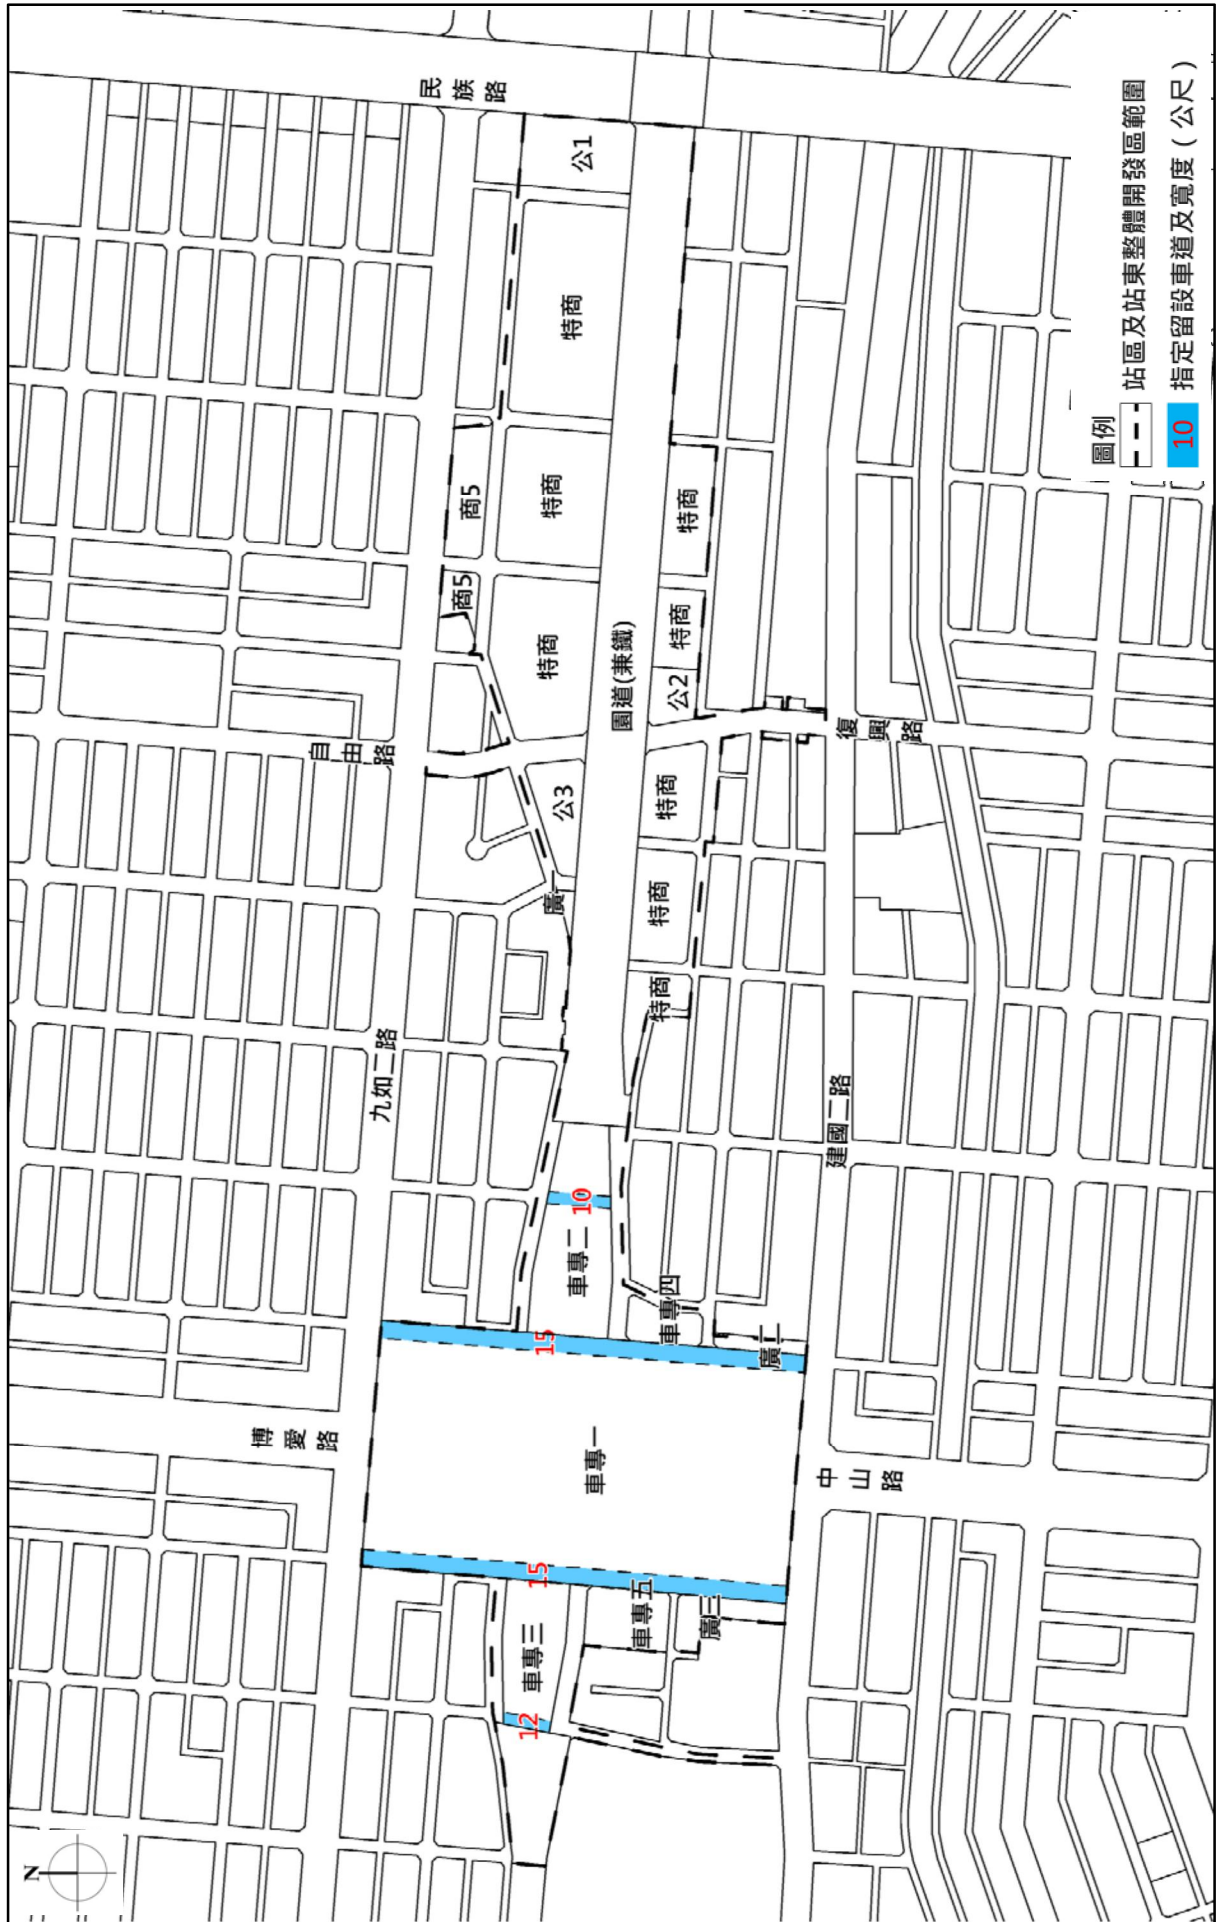 N
民族路
公1
特商
商5
特商
特商
商5
特商
特商
公2
園道(兼鐵)
自由路
公3
復興路
特商
廣一
特商
特商
九如二路
建國二路
10
車專二
車專四
15
廣二
博愛路
車專一
中山路
15
車專五
廣三
車專三
12
圖例
站區及站東整體開發區範圍
10
指定留設車道及寬度(公尺)